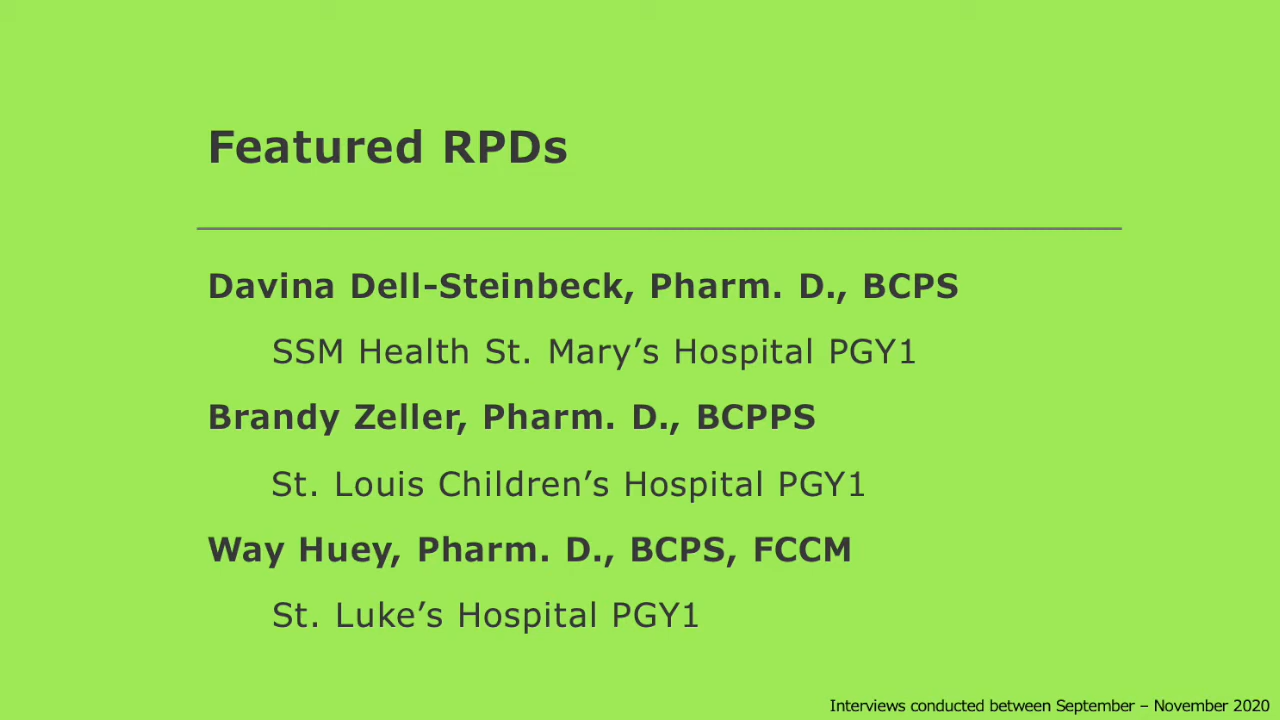 Featured RPDs
Davina Dell-Steinbeck, Pharm. D., BCPS
SSM Health St. Mary’s Hospital PGY1
Brandy Zeller, Pharm. D., BCPPS
St. Louis Children’s Hospital PGY1
Way Huey, Pharm. D., BCPS, FCCM
St. Luke’s Hospital PGY1
Interviews conducted between September – November 2020